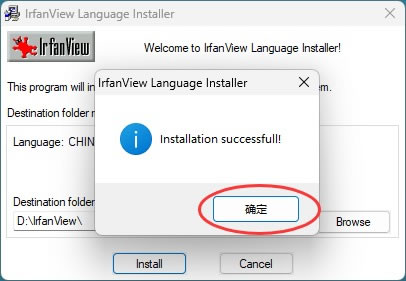 IrfanView Language Installer
IrfanView
Welcome to IrfanView Language Installer!
This program will in
em.
Destination folder
Language: CHIN
IrfanView Language Installer
Installation successfull!
确定
Destination folder
D:\IrfanView\
Browse
Install
Cancel